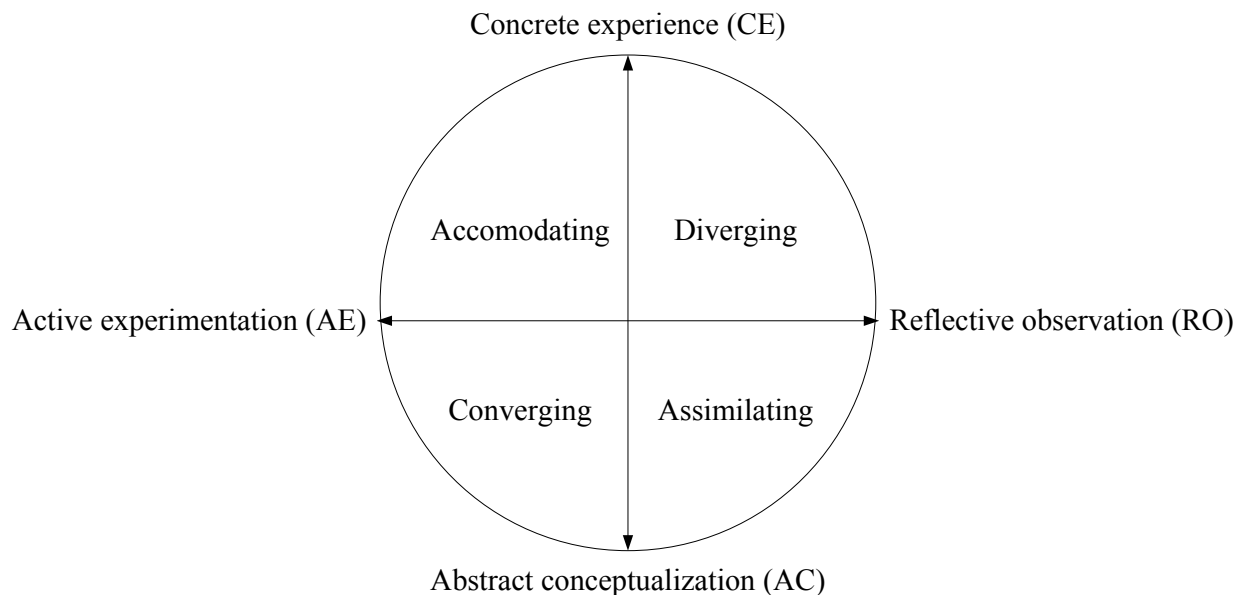 Concrete experience (CE)
Accomodating
Diverging
Active experimentation (AE)
Reflective observation (RO)
Converging
Assimilating
Abstract conceptualization (AC)